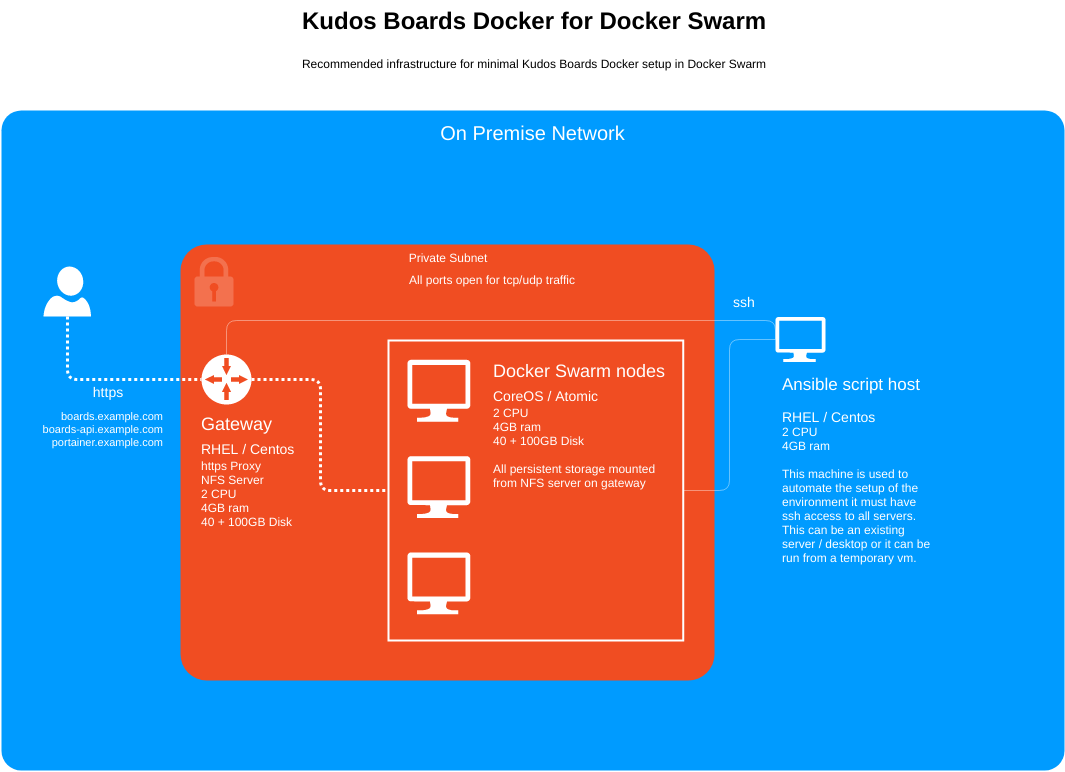 Kudos Boards Docker for Docker Swarm
Recommended infrastructure for minimal Kudos Boards Docker setup in Docker Swarm
On Premise Network
Private Subnet
All ports open for tcp/udp traffic
ssh
https
boards.example.com
boards-api.example.com
portainer.example.com
Gateway
RHEL / Centos
https Proxy
NFS Server
2 CPU
4GB ram
40 + 100GB Disk
Docker Swarm nodes
CoreOS / Atomic
2 CPU
4GB ram
40 + 100GB Disk
All persistent storage mounted
from NFS server on gateway
Ansible script host
RHEL / Centos
2 CPU
4GB ram
This machine is used to
automate the setup of the
environment it must have
ssh access to all servers.
This can be an existing
server / desktop or it can be
run from a temporary vm.